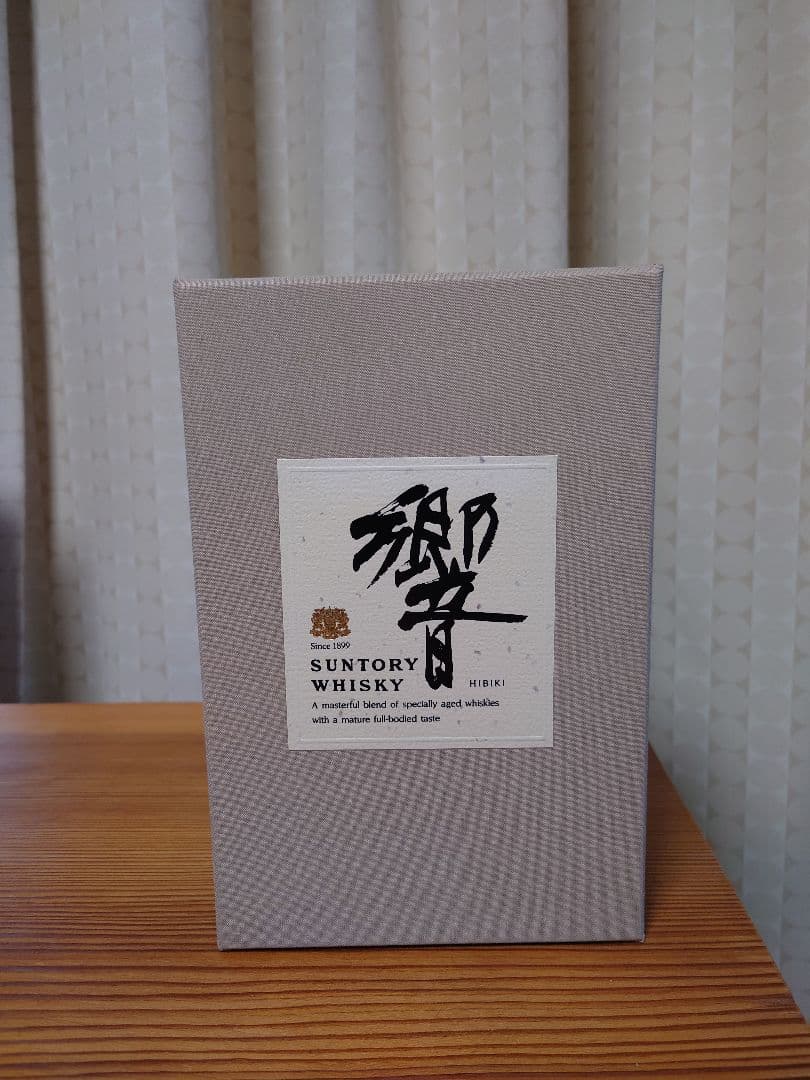 響
Since 1899
SUNTORY
WHISKY
HIBIKI
A masterful blend of specially aged whiskies
with a mature full-bodied taste